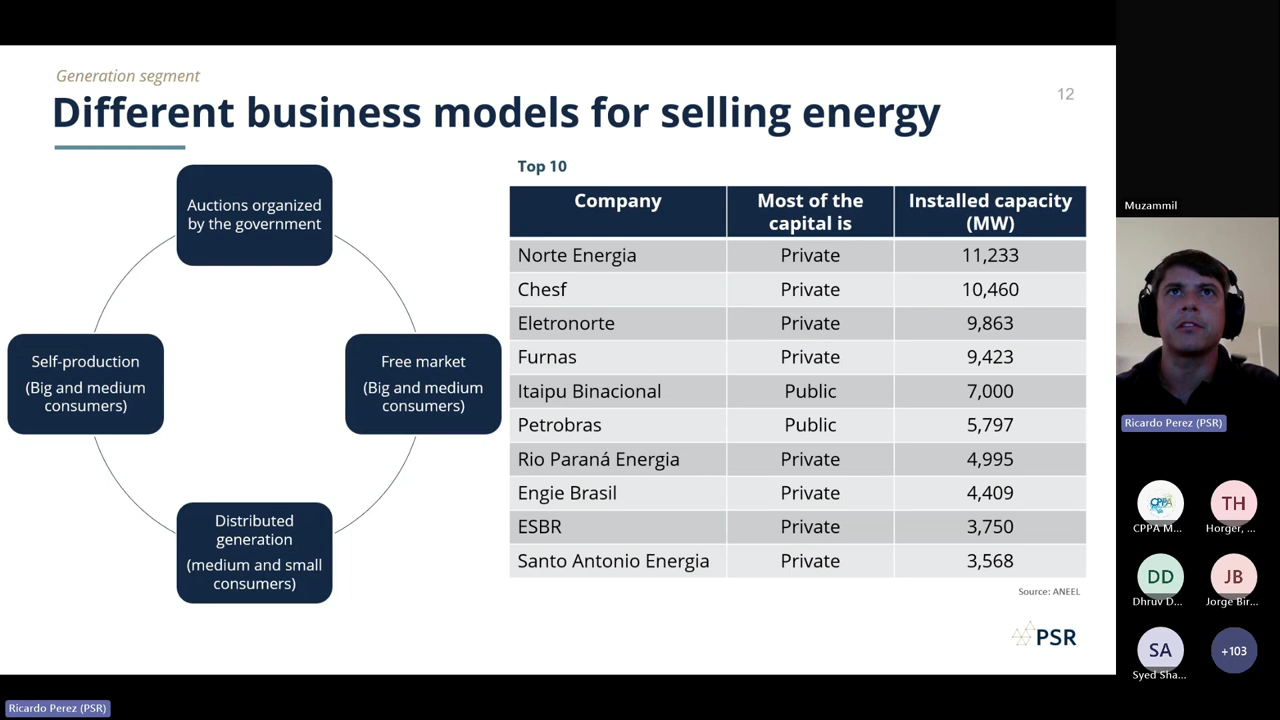 Generation segment
Different business models for selling energy
12
Auctions organized
by the government
Self-production
(Big and medium
consumers)
Free market
(Big and medium
consumers)
Distributed
generation
(medium and small
consumers)
Top 10
Company Most of the capital is Installed capacity (MW)
Norte Energia Private 11,233
Chesf Private 10,460
Eletronorte Private 9,863
Furnas Private 9,423
Itaipu Binacional Public 7,000
Petrobras Public 5,797
Rio Paraná Energia Private 4,995
Engie Brasil Private 4,409
ESBR Private 3,750
Santo Antonio Energia Private 3,568
Source: ANEEL
PSR
Muzammil
Ricardo Perez (PSR)
CPPA
CPPA M...
TH
Horger, ...
DD
Dhruv D...
JB
Jorge Bir...
SA
Syed Sha...
+103
Ricardo Perez (PSR)